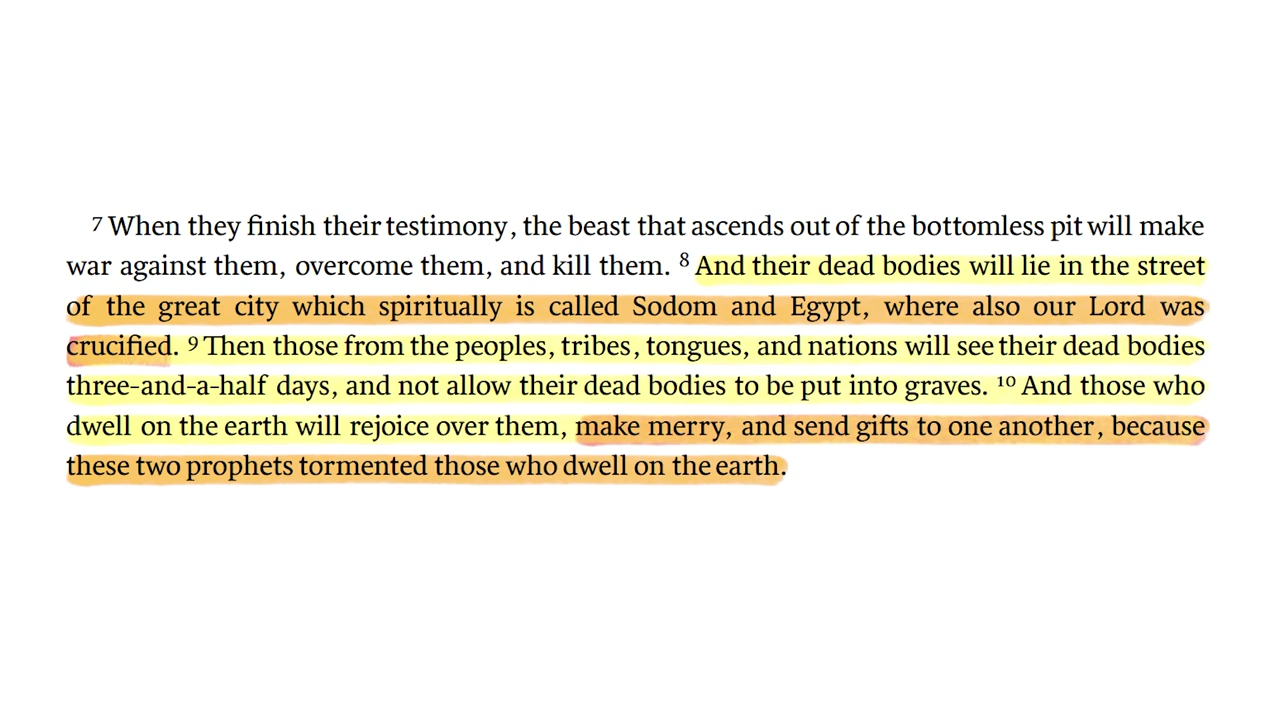 7 When they finish their testimony, the beast that ascends out of the bottomless pit will make
war against them, overcome them, and kill them. 8 And their dead bodies will lie in the street
of the great city which spiritually is called Sodom and Egypt, where also our Lord was
crucified. 9 Then those from the peoples, tribes, tongues, and nations will see their dead bodies
three-and-a-half days, and not allow their dead bodies to be put into graves. 10 And those who
dwell on the earth will rejoice over them, make merry, and send gifts to one another, because
these two prophets tormented those who dwell on the earth.